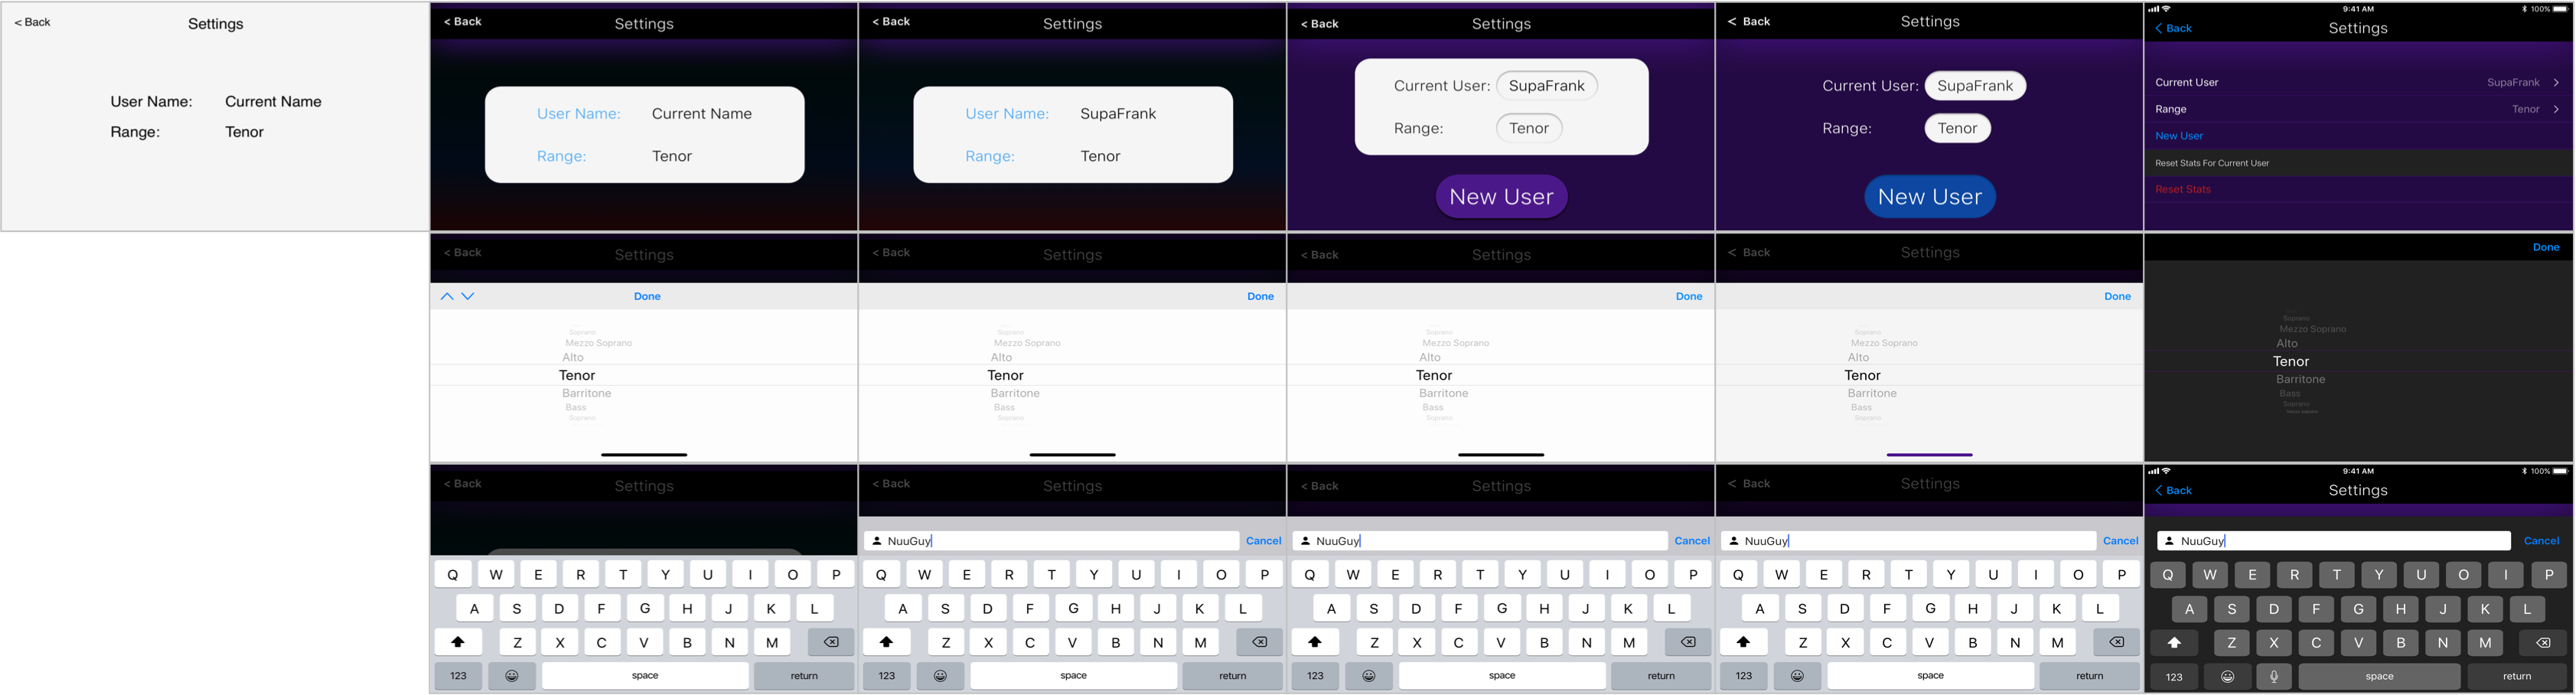 < Back
Settings
User Name: Current Name
Range: Tenor
< Back
Settings
User Name: Current Name
Range: Tenor
< Back
Settings
User Name: SupaFrank
Range: Tenor
< Back
Settings
Current User: SupaFrank
Range: Tenor
New User
< Back
Settings
Current User: SupaFrank
Range: Tenor
New User
9:41 AM
100%
Back
Settings
Current User
SupaFrank
Range
Tenor
New User
Reset Stats For Current User
Reset Stats
< Back
Settings
Done
Soprano
Mezzo Soprano
Alto
Tenor
Barritone
Bass
Soprano
< Back
Settings
Done
Soprano
Mezzo Soprano
Alto
Tenor
Barritone
Bass
Soprano
< Back
Settings
Done
Soprano
Mezzo Soprano
Alto
Tenor
Barritone
Bass
Soprano
< Back
Settings
Done
Soprano
Mezzo Soprano
Alto
Tenor
Barritone
Bass
Soprano
Done
Soprano
Mezzo Soprano
Alto
Tenor
Barritone
Bass
Soprano
Mezzo Soprano
< Back
Settings
Q W E R T Y U I O P
A S D F G H J K L
Z X C V B N M
123 space return
< Back
Settings
NuuGuy
Cancel
Q W E R T Y U I O P
A S D F G H J K L
Z X C V B N M
123 space return
< Back
Settings
NuuGuy
Cancel
Q W E R T Y U I O P
A S D F G H J K L
Z X C V B N M
123 space return
< Back
Settings
NuuGuy
Cancel
Q W E R T Y U I O P
A S D F G H J K L
Z X C V B N M
123 space return
9:41 AM
100%
Back
Settings
NuuGuy
Cancel
Q W E R T Y U O I P
A S D F G H J K L
Z X C V B N M
123 space return